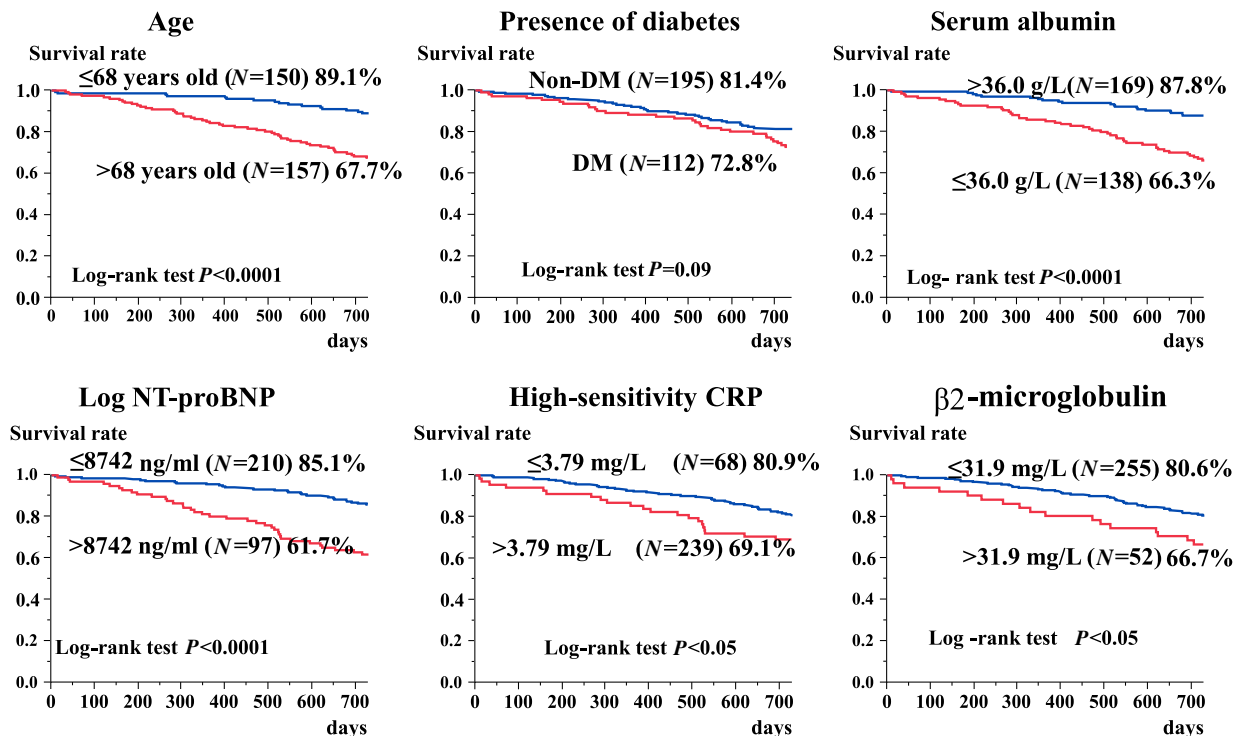 Age
Survival rate
≤68 years old (N=150) 89.1%
1.0
0.8
>68 years old (N=157) 67.7%
0.6
0.4
0.2
Log-rank test P<0.0001
0.0
0 100 200 300 400 500 600 700
days
Presence of diabetes
Survival rate
Non-DM (N=195) 81.4%
1.0
0.8
DM (N=112) 72.8%
0.6
0.4
0.2
Log-rank test P=0.09
0.0
0 100 200 300 400 500 600 700
days
Serum albumin
Survival rate
>36.0 g/L(N=169) 87.8%
1.0
0.8
≤36.0 g/L (N=138) 66.3%
0.6
0.4
0.2
Log- rank test P<0.0001
0.0
0 100 200 300 400 500 600 700
days
Log NT-proBNP
Survival rate
≤8742 ng/ml (N=210) 85.1%
1.0
0.8
>8742 ng/ml (N=97) 61.7%
0.6
0.4
0.2
Log-rank test P<0.0001
0.0
0 100 200 300 400 500 600 700
days
High-sensitivity CRP
Survival rate
≤3.79 mg/L (N=68) 80.9%
1.0
0.8
>3.79 mg/L (N=239) 69.1%
0.6
0.4
0.2
Log-rank test P<0.05
0.0
0 100 200 300 400 500 600 700
days
β2-microglobulin
Survival rate
≤31.9 mg/L (N=255) 80.6%
1.0
0.8
>31.9 mg/L (N=52) 66.7%
0.6
0.4
0.2
Log -rank test P<0.05
0.0
0 100 200 300 400 500 600 700
days